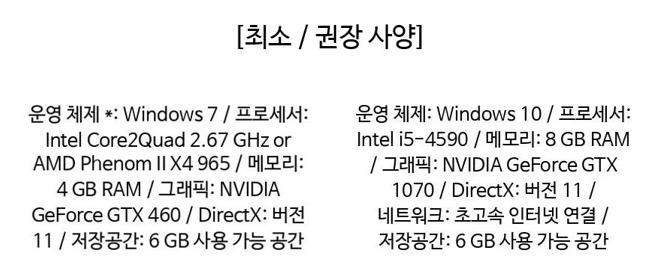 [최소 / 권장 사양]
운영 체제 *: Windows 7 / 프로세서:
Intel Core2Quad 2.67 GHz or
AMD Phenom II X4 965 / 메모리:
4 GB RAM / 그래픽: NVIDIA
GeForce GTX 460 / DirectX: 버전
11 / 저장공간: 6 GB 사용 가능 공간
운영 체제: Windows 10 / 프로세서:
Intel i5-4590 / 메모리: 8 GB RAM
/ 그래픽: NVIDIA GeForce GTX
1070 / DirectX: 버전 11 /
네트워크: 초고속 인터넷 연결 /
저장공간: 6 GB 사용 가능 공간